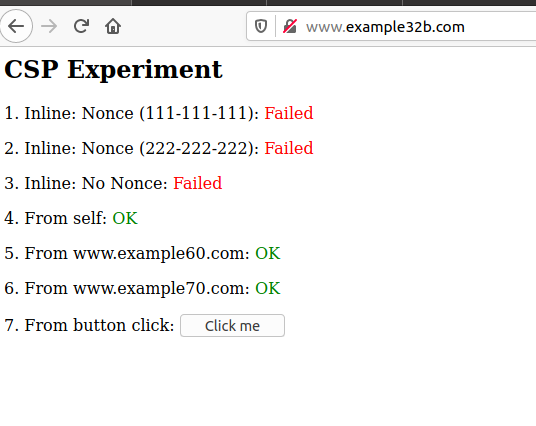 www.example32b.com
CSP Experiment
1. Inline: Nonce (111-111-111): Failed
2. Inline: Nonce (222-222-222): Failed
3. Inline: No Nonce: Failed
4. From self: OK
5. From www.example60.com: OK
6. From www.example70.com: OK
7. From button click: Click me